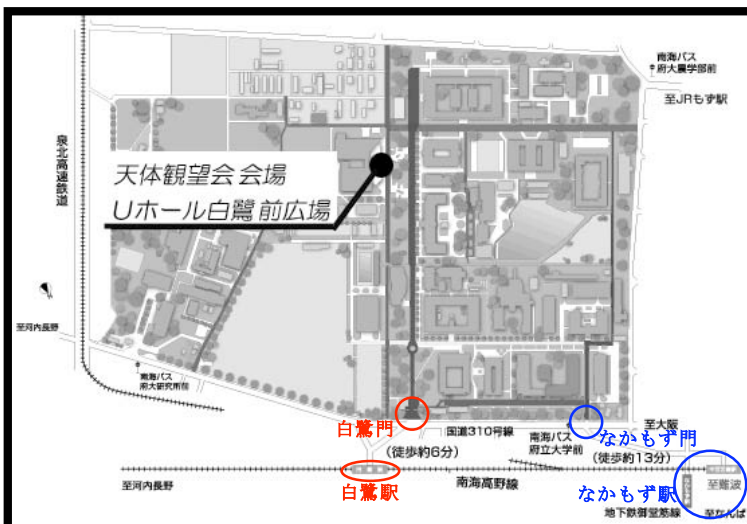 南海バス
府大農学部前
至JRもず駅
泉北高速鉄道
天体観望会 会場
Uホール白鷺 前広場
至河内長野
南海バス
府大研究所前
白鷺門
国道310号線
南海バス
府立大学前
至大阪
なかもず門
(徒歩約6分)
(徒歩約13分)
白鷺駅
至河内長野
南海高野線
なかもず駅
至難波
地下鉄御堂筋線
至なんば